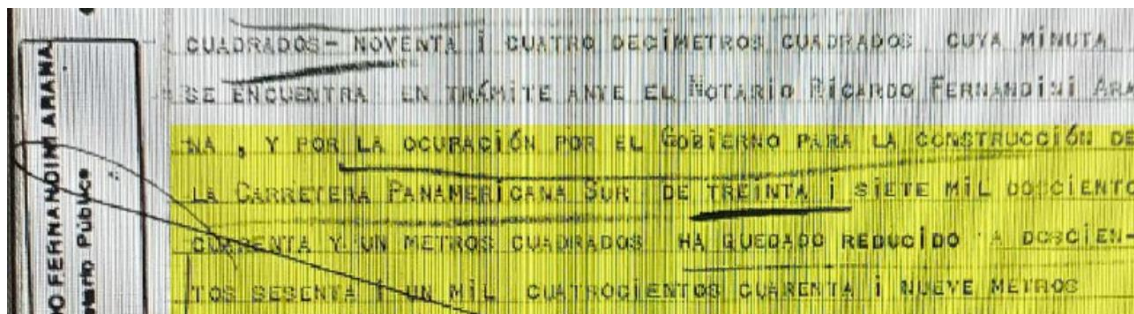 CUADRADOS- NOVENTA i CUATRO DECÍMETROS CUADRADOS CUYA MINUTA
SE ENCUENTRA EN TRÁMITE ANTE EL NOTARIO RICARDO FERNANDINI ARA
NA , Y POR LA OCUPACIÓN POR EL GOBIERNO PARA LA CONSTRUCCIÓN DE
LA CARRETERA PANAMERICANA SUR DE TREINTA i SIETE MIL DOSCIENTO
CUARENTA Y UN METROS CUADRADOS HA QUEDADO REDUCIDO A DOSCIEN-
TOS SESENTA i UN MIL CUATROCIENTOS CUARENTA i NUEVE METROS
DO FERNANDINI ARANA
Notario Público